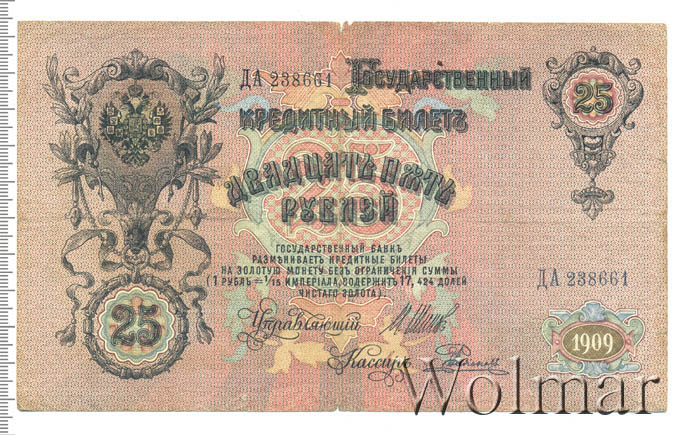 ДА 238661 Государственный
25
Кредитный Билетъ
Двадцать пять
рублей
25
Государственный банкъ
размѣниваетъ кредитные билеты
на золотую монету безъ ограниченія суммы
(1 рубль = 1/15 имперіала, содержитъ 17,424 долей
чистаго золота).
ДА 238661
25
Управляющій
Кассиръ
1909
Wolmar